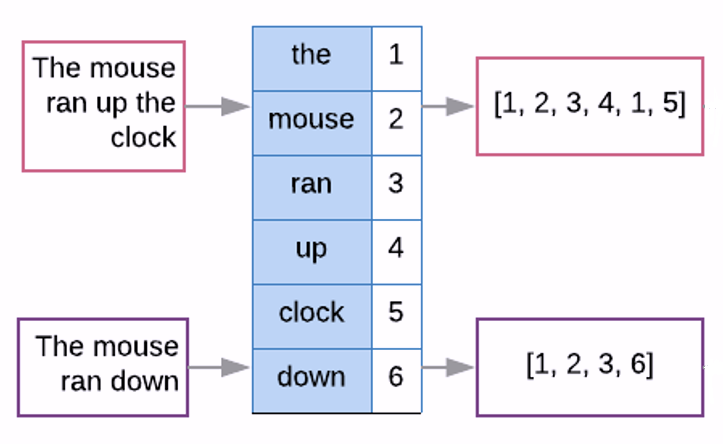 The mouse
ran up the
clock
the 1
mouse 2
ran 3
up 4
clock 5
down 6
[1, 2, 3, 4, 1, 5]
The mouse
ran down
[1, 2, 3, 6]